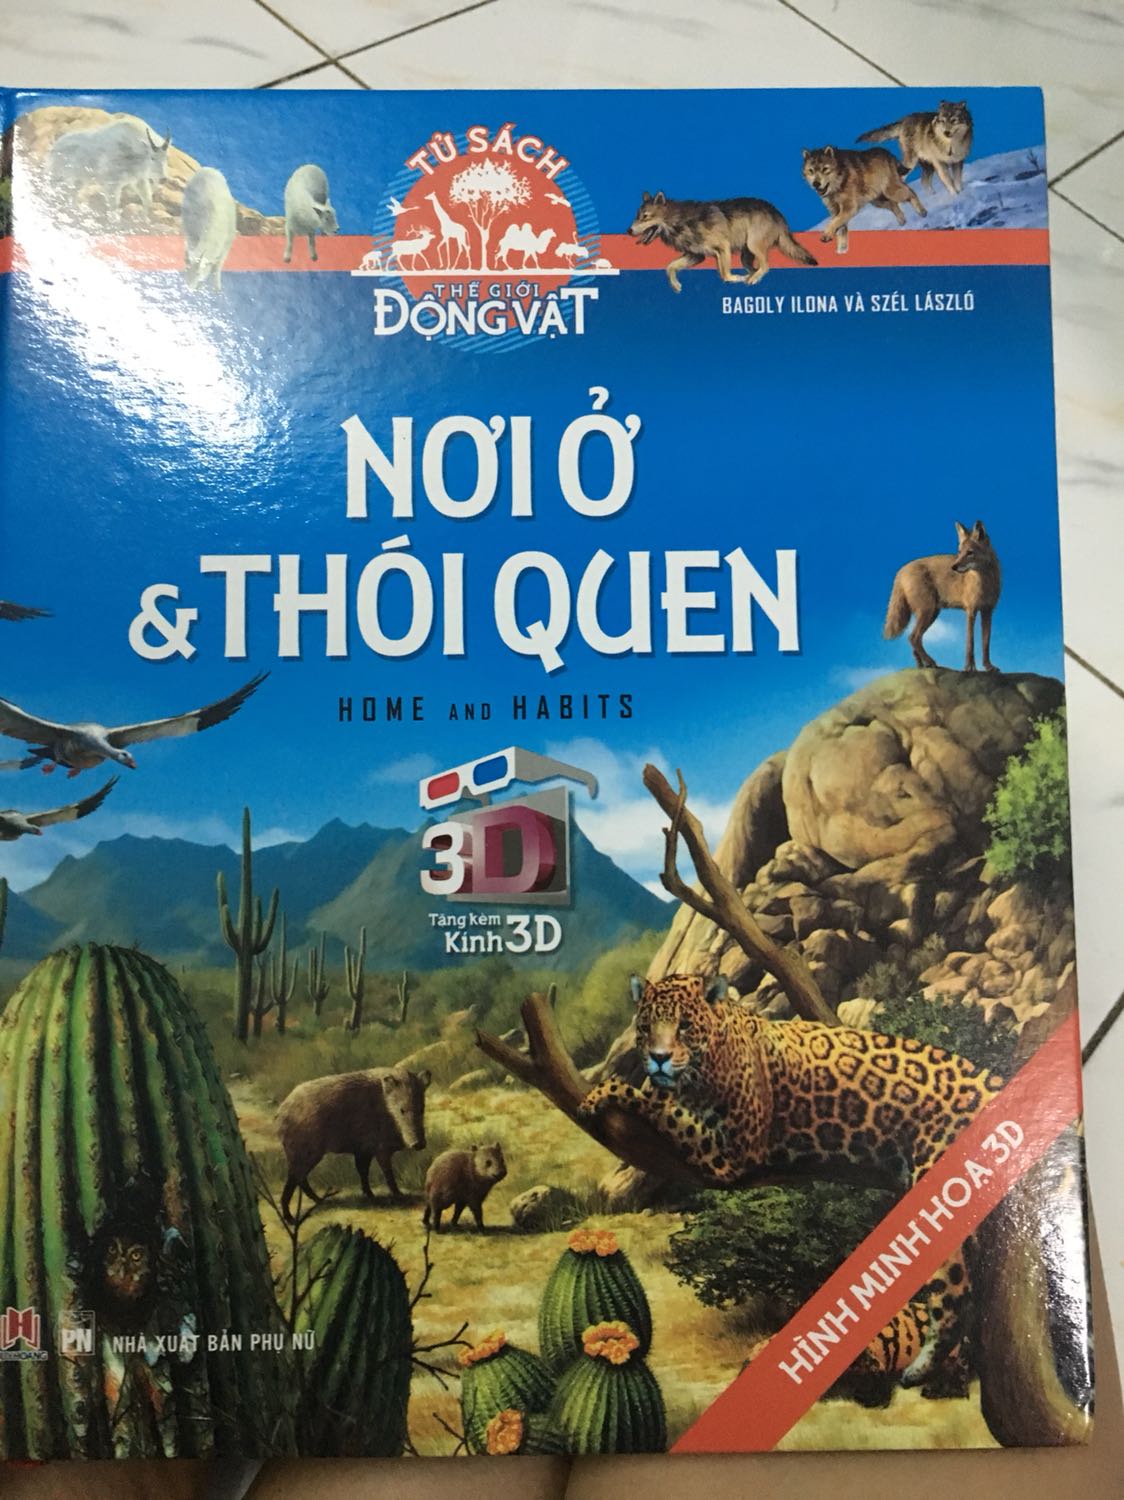 TỦ SÁCH
THẾ GIỚI
ĐỘNG VẬT
BAGOLY ILONA VÀ SZÉL LÁSZLÓ
NƠI Ở
& THÓI QUEN
HOME AND HABITS
3D
Tặng kèm
Kính 3D
HÌNH MINH HOẠ 3D
PN
NHÀ XUẤT BẢN PHỤ NỮ